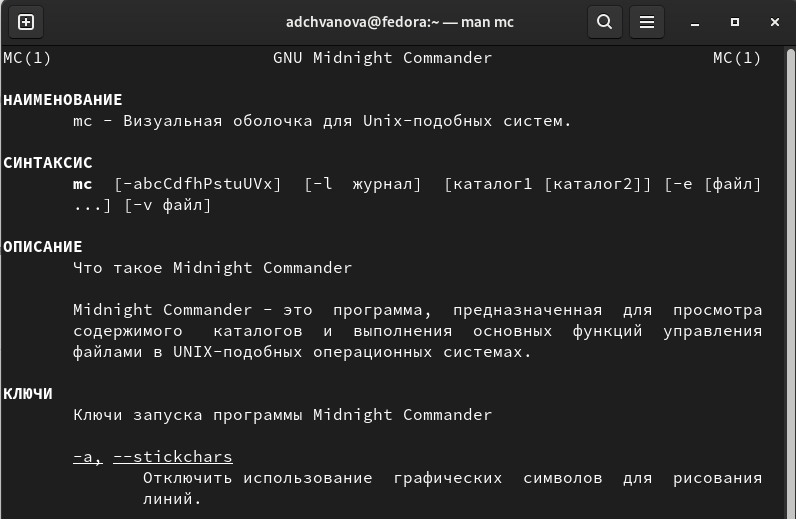 adchvanova@fedora:~ — man mc
MC(1) GNU Midnight Commander MC(1)
НАИМЕНОВАНИЕ
mc - Визуальная оболочка для Unix-подобных систем.
СИНТАКСИС
mc [-abcCdfhPstuUVx] [-l журнал] [каталог1 [каталог2]] [-e [файл]
...] [-v файл]
ОПИСАНИЕ
Что такое Midnight Commander
Midnight Commander - это программа, предназначенная для просмотра
содержимого каталогов и выполнения основных функций управления
файлами в UNIX-подобных операционных системах.
КЛЮЧИ
Ключи запуска программы Midnight Commander
-a, --stickchars
Отключить использование графических символов для рисования
линий.